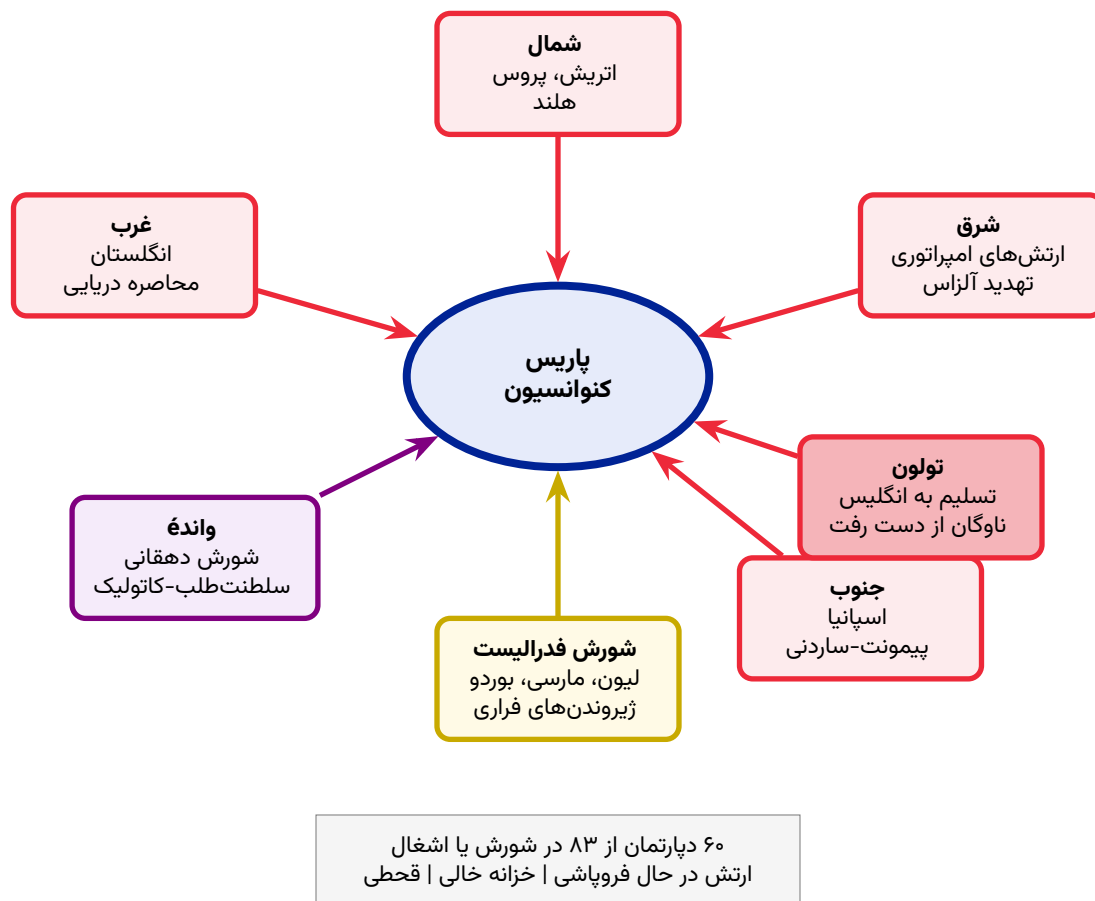 شمال
اتریش، پروس
هلند
غرب
انگلستان
محاصره دریایی
شرق
ارتش‌های امپراتوری
تهدید آلزاس
پاریس
کنوانسیون
تولون
تسلیم به انگلیس
ناوگان از دست رفت
واندé
شورش دهقانی
سلطنت‌طلب-کاتولیک
جنوب
اسپانیا
پیمونت-ساردنی
شورش فدرالیست
لیون، مارسی، بوردو
ژیروندن‌های فراری
۶۰ دپارتمان از ۸۳ در شورش یا اشغال
ارتش در حال فروپاشی | خزانه خالی | قحطی